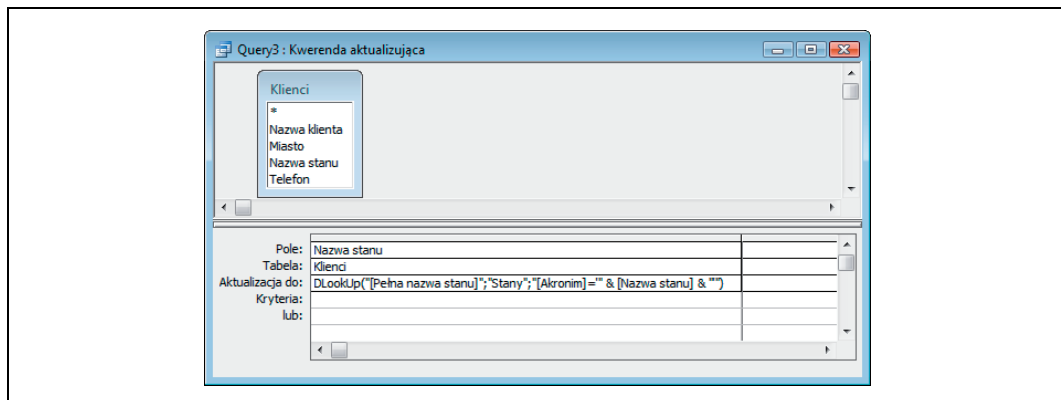 Query3 : Kwerenda aktualizująca
Klienci
*
Nazwa klienta
Miasto
Nazwa stanu
Telefon
Pole: Nazwa stanu
Tabela: Klienci
Aktualizacja do: DLookUp("[Pełna nazwa stanu]";"Stany";"[Akronim]='" & [Nazwa stanu] & "'")
Kryteria:
lub: